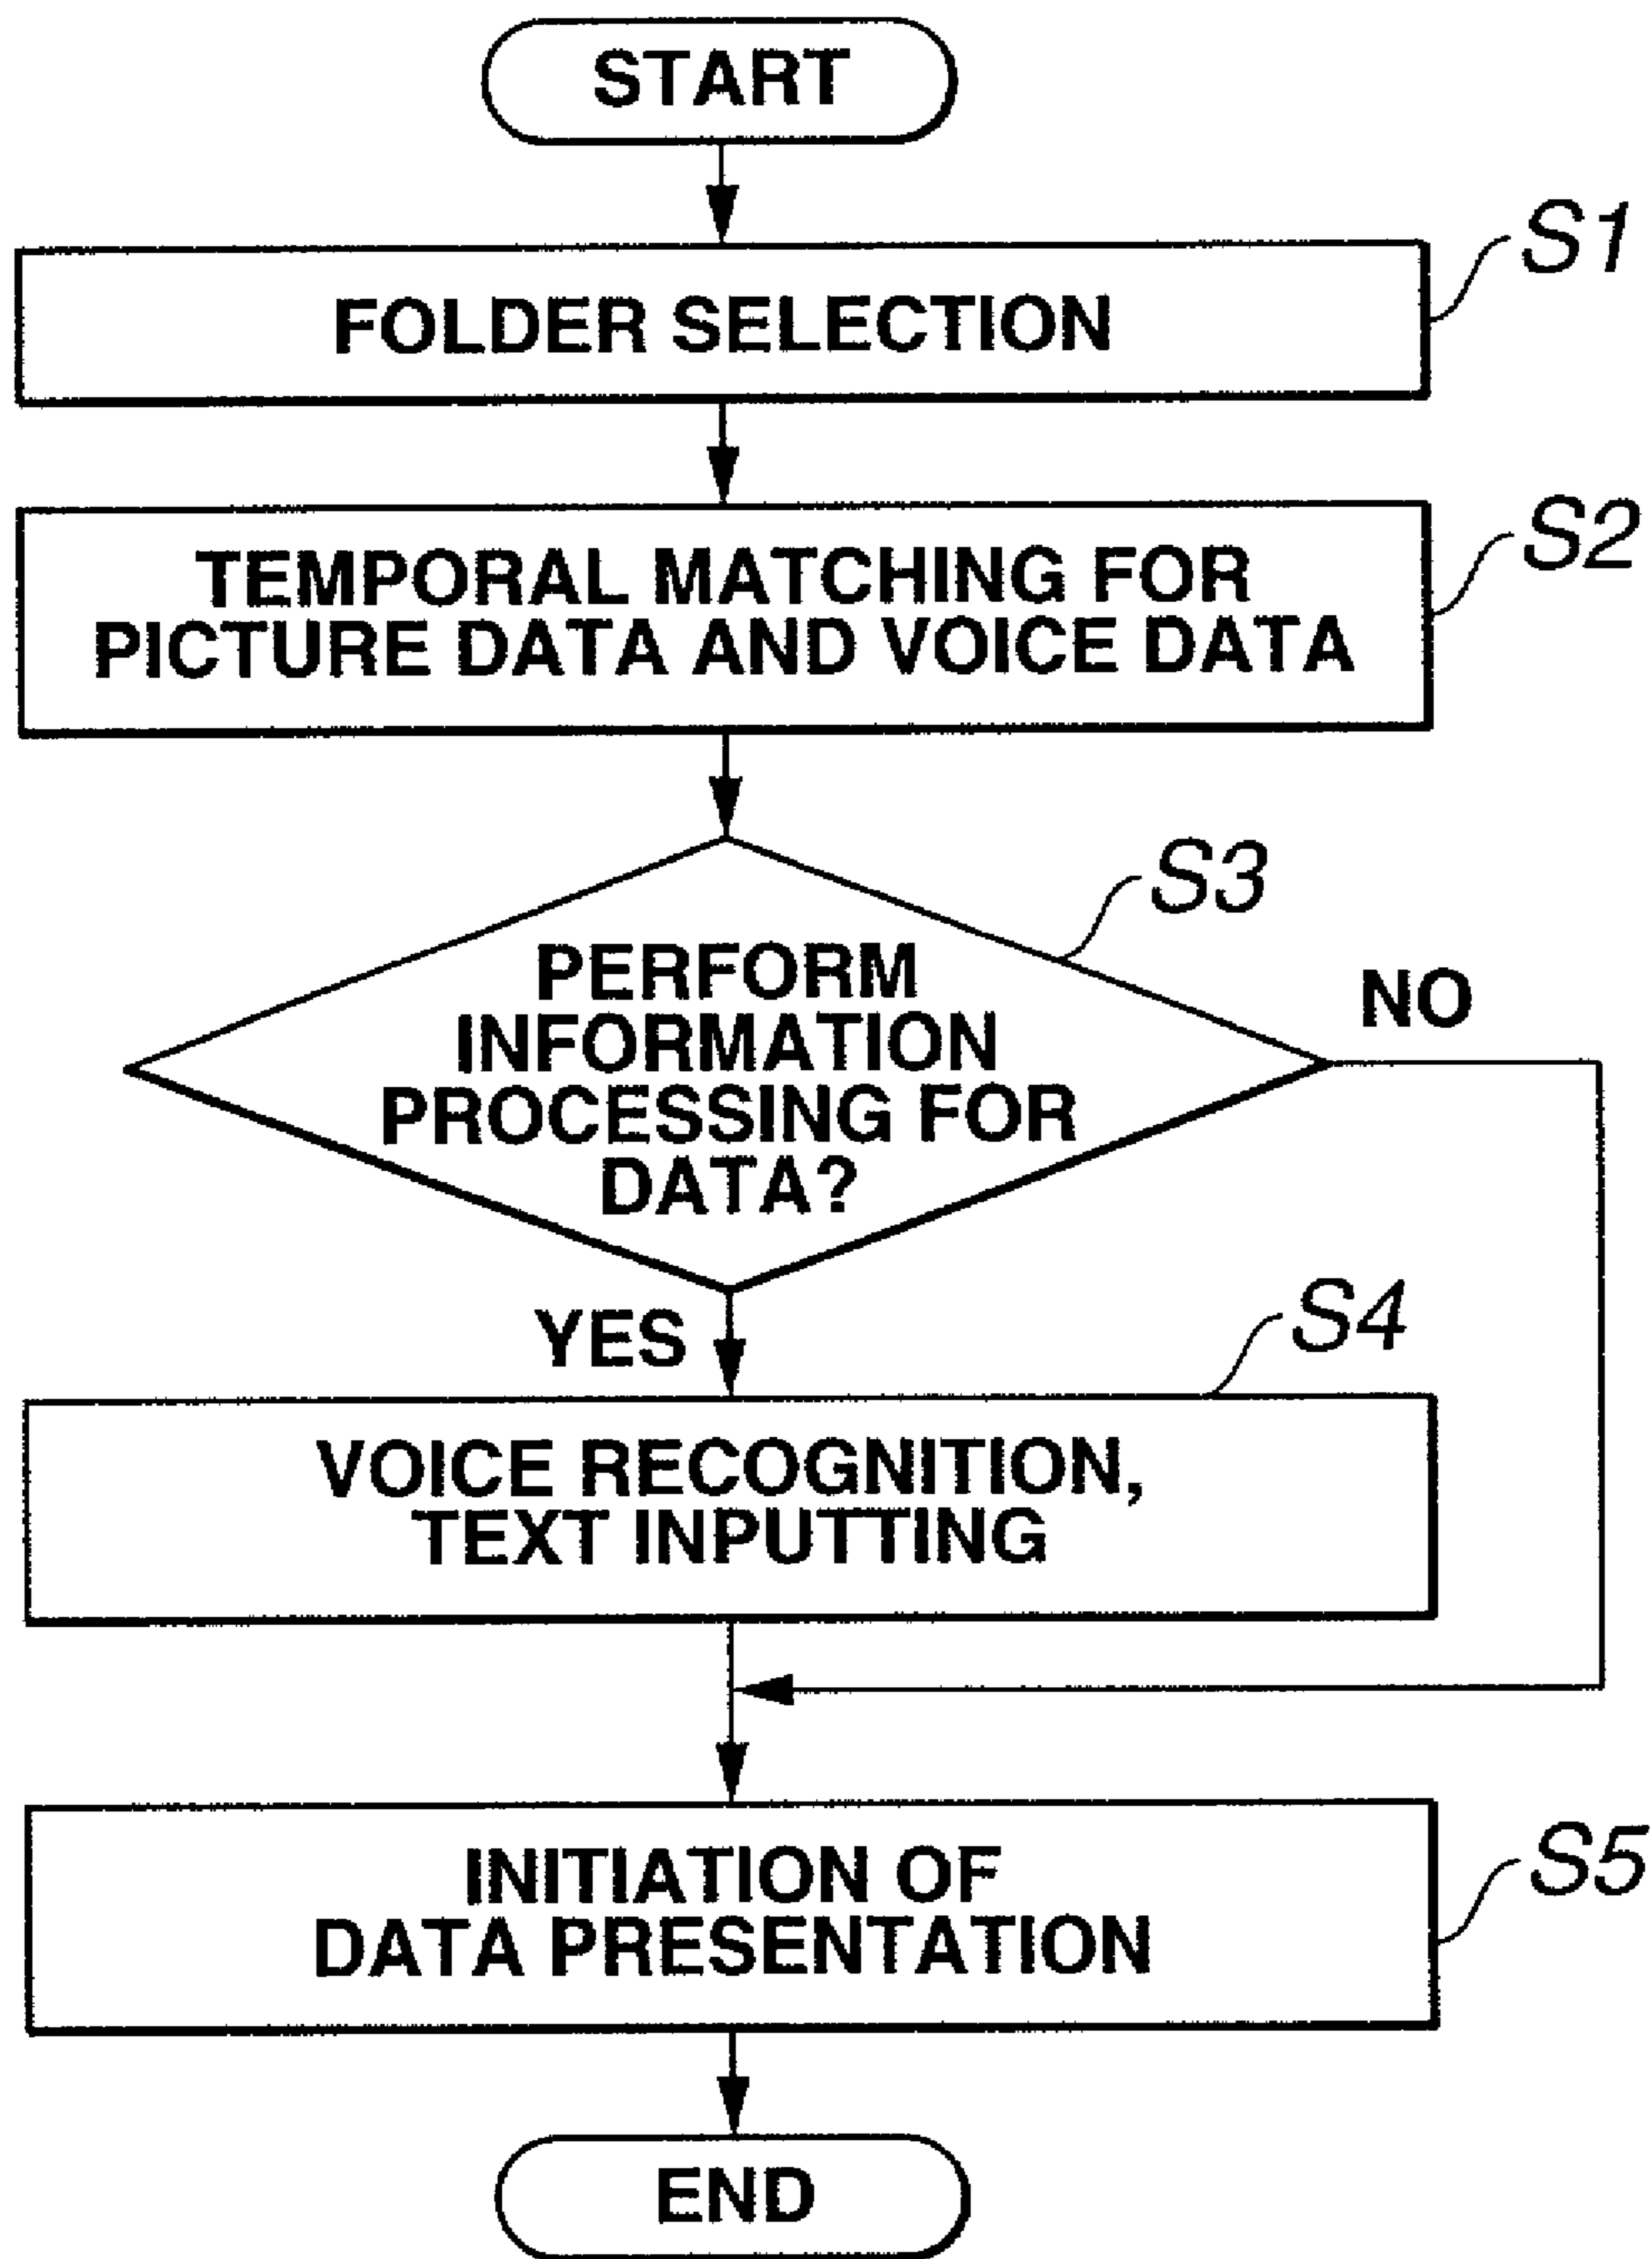 START
S1
FOLDER SELECTION
S2
TEMPORAL MATCHING FOR
PICTURE DATA AND VOICE DATA
S3
PERFORM
INFORMATION
PROCESSING FOR
DATA?
NO
YES
S4
VOICE RECOGNITION,
TEXT INPUTTING
S5
INITIATION OF
DATA PRESENTATION
END